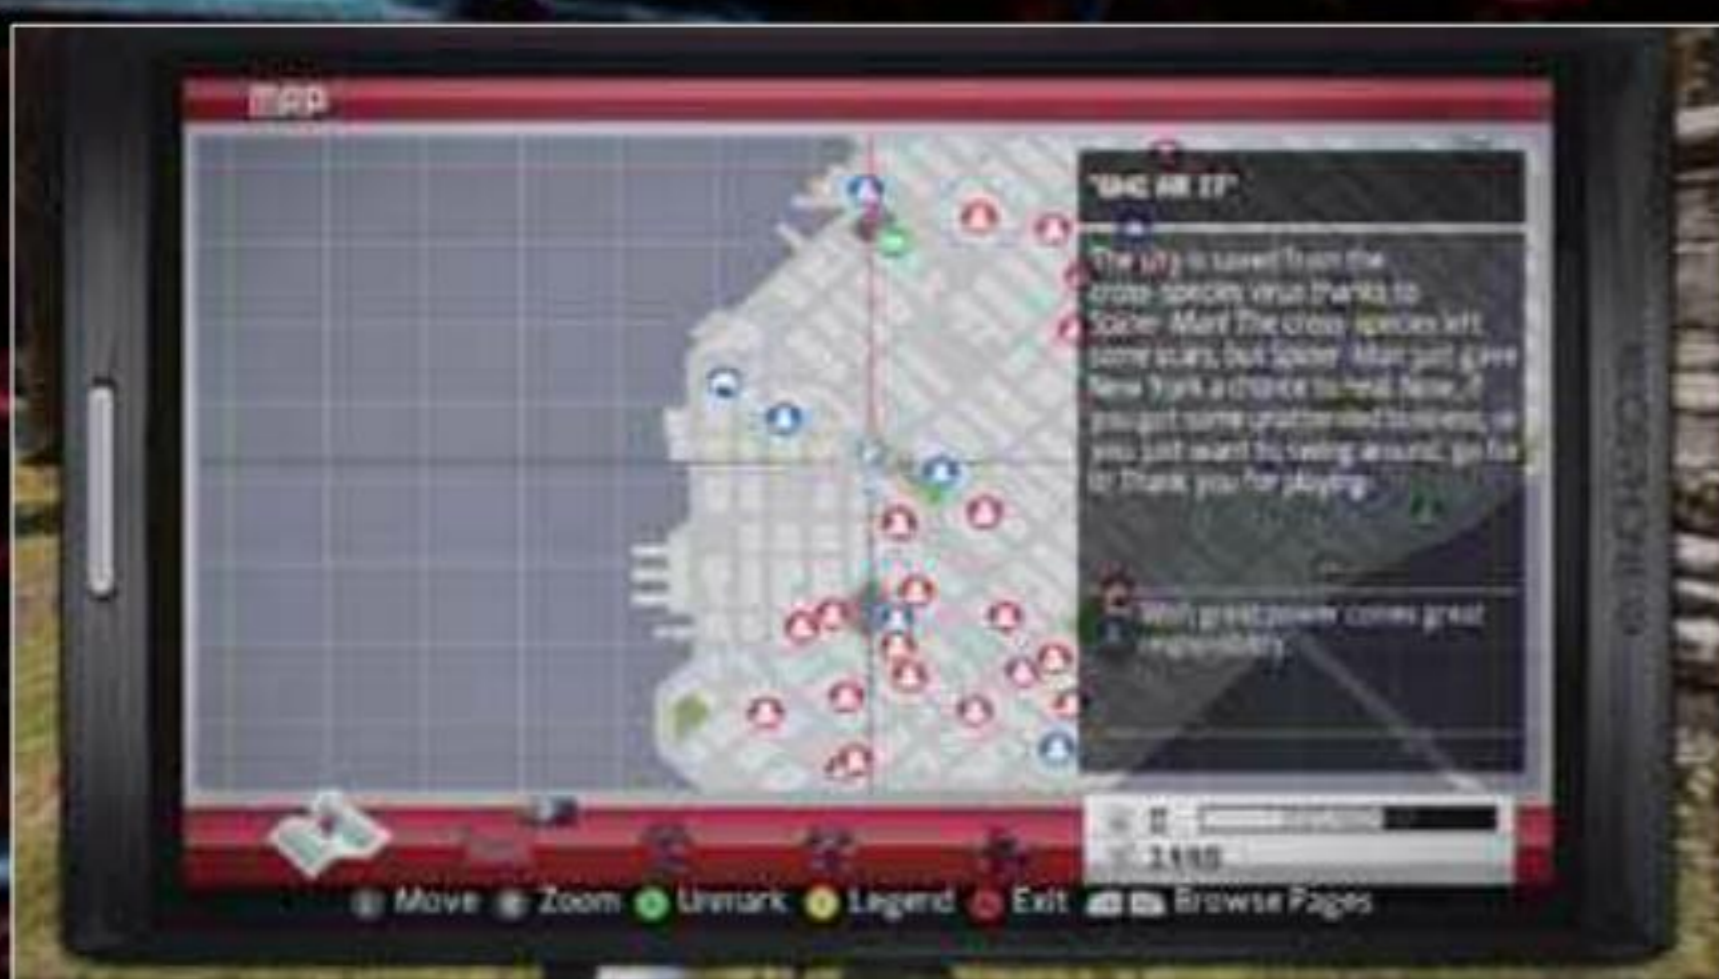 MAP
The city is saved from the
cross-species virus thanks to
Spider-Man! The cross-species left
some scars, but Spider-Man just gave
New York a chance to heal. Now, if
you got some unattended business, or
you just want to swing around, go for
it! Thank you for playing.
With great power comes great
responsibility
OSCORP
Move Zoom Unmark Legend Exit Browse Pages